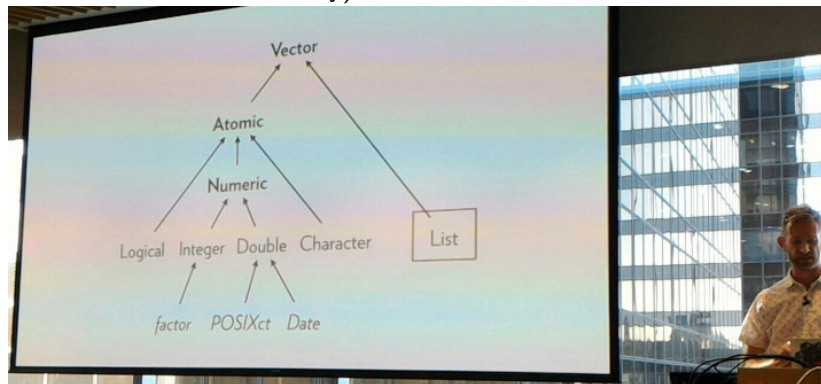 y)
Vector
Atomic
Numeric
Logical Integer Double Character List
factor POSIXct Date